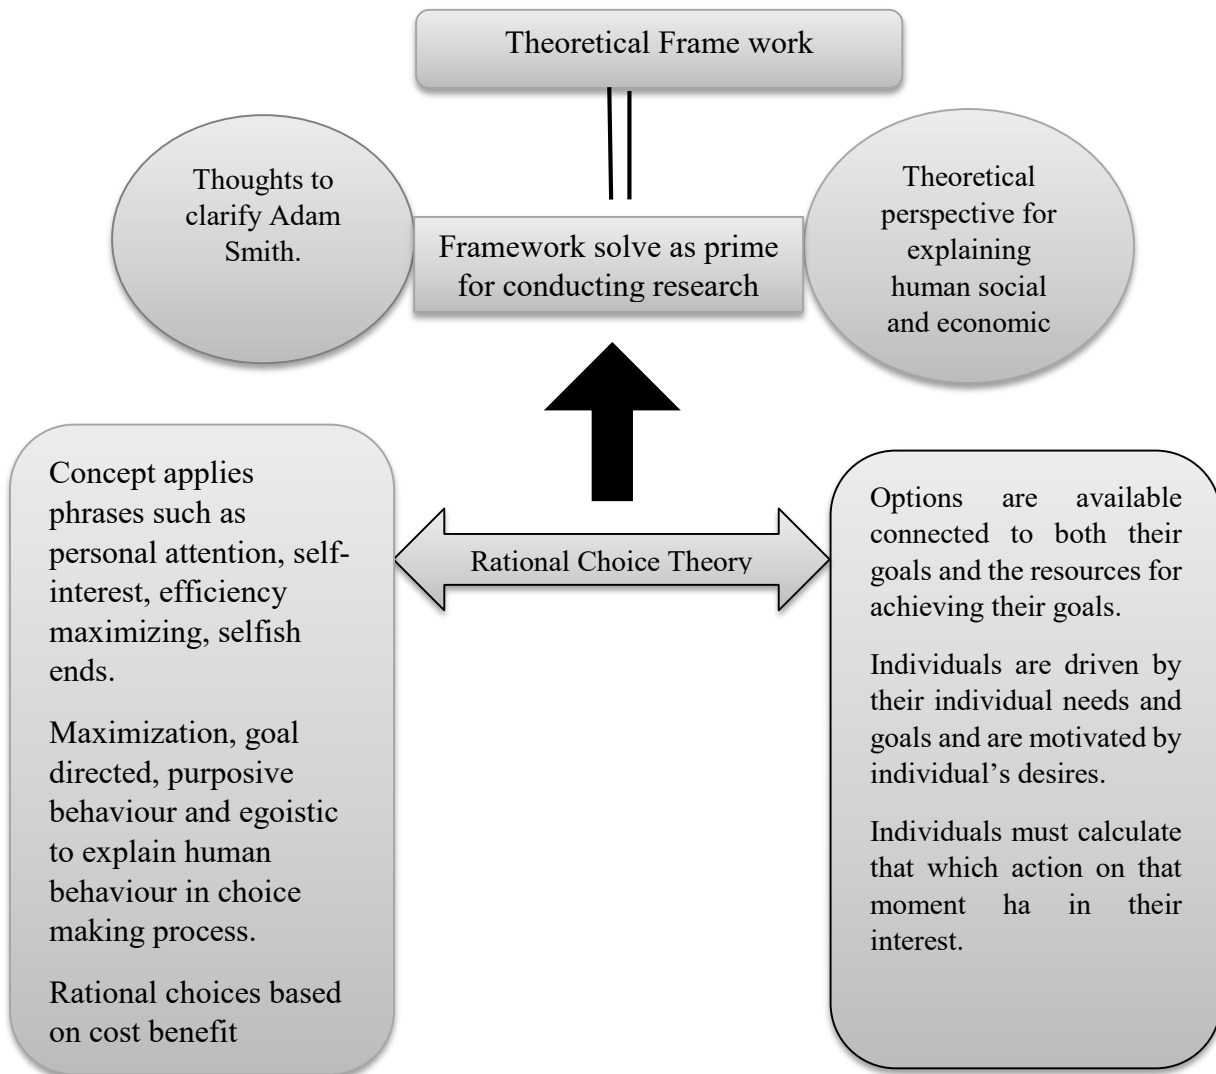 Theoretical Frame work
Thoughts to
clarify Adam
Smith.
Framework solve as prime
for conducting research
Theoretical
perspective for
explaining
human social
and economic
Concept applies
phrases such as
personal attention, self-
interest, efficiency
maximizing, selfish
ends.
Maximization, goal
directed, purposive
behaviour and egoistic
to explain human
behaviour in choice
making process.
Rational choices based
on cost benefit
Rational Choice Theory
Options are available
connected to both their
goals and the resources for
achieving their goals.
Individuals are driven by
their individual needs and
goals and are motivated by
individual’s desires.
Individuals must calculate
that which action on that
moment ha in their
interest.